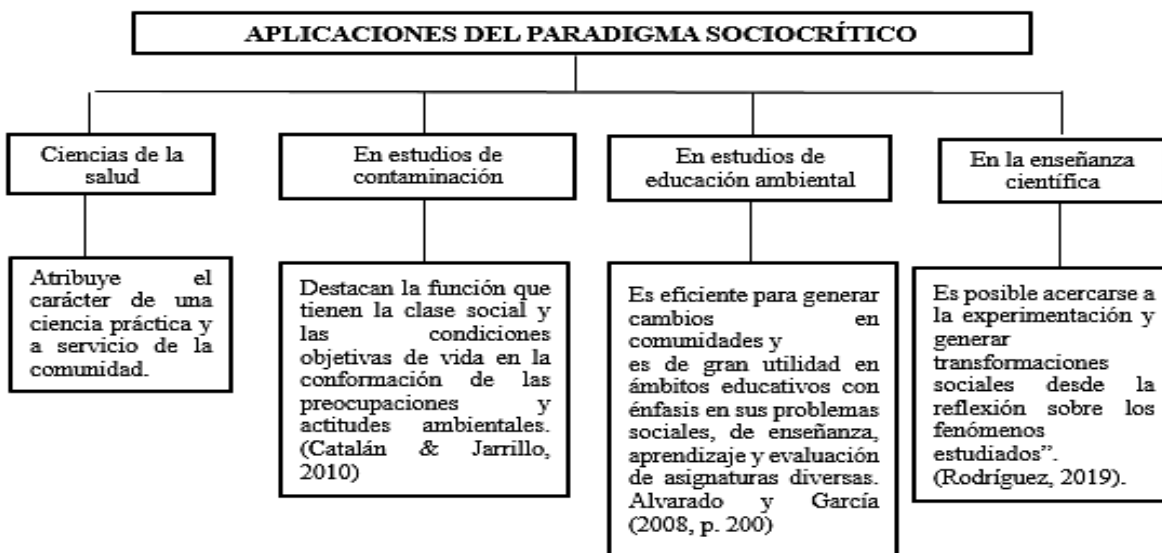 APLICACIONES DEL PARADIGMA SOCIOCRÍTICO
Ciencias de la
salud
En estudios de
contaminación
En estudios de
educación ambiental
En la enseñanza
científica
Atribuye el
carácter de una
ciencia práctica y
a servicio de la
comunidad.
Destacan la función que
tienen la clase social y
las condiciones
objetivas de vida en la
conformación de las
preocupaciones y
actitudes ambientales.
(Catalán & Jarrillo,
2010)
Es eficiente para generar
cambios en
comunidades y
es de gran utilidad en
ámbitos educativos con
énfasis en sus problemas
sociales, de enseñanza,
aprendizaje y evaluación
de asignaturas diversas.
Alvarado y García
(2008, p. 200)
Es posible acercarse a
la experimentación y
generar
transformaciones
sociales desde la
reflexión sobre los
fenómenos
estudiados”.
(Rodríguez, 2019).